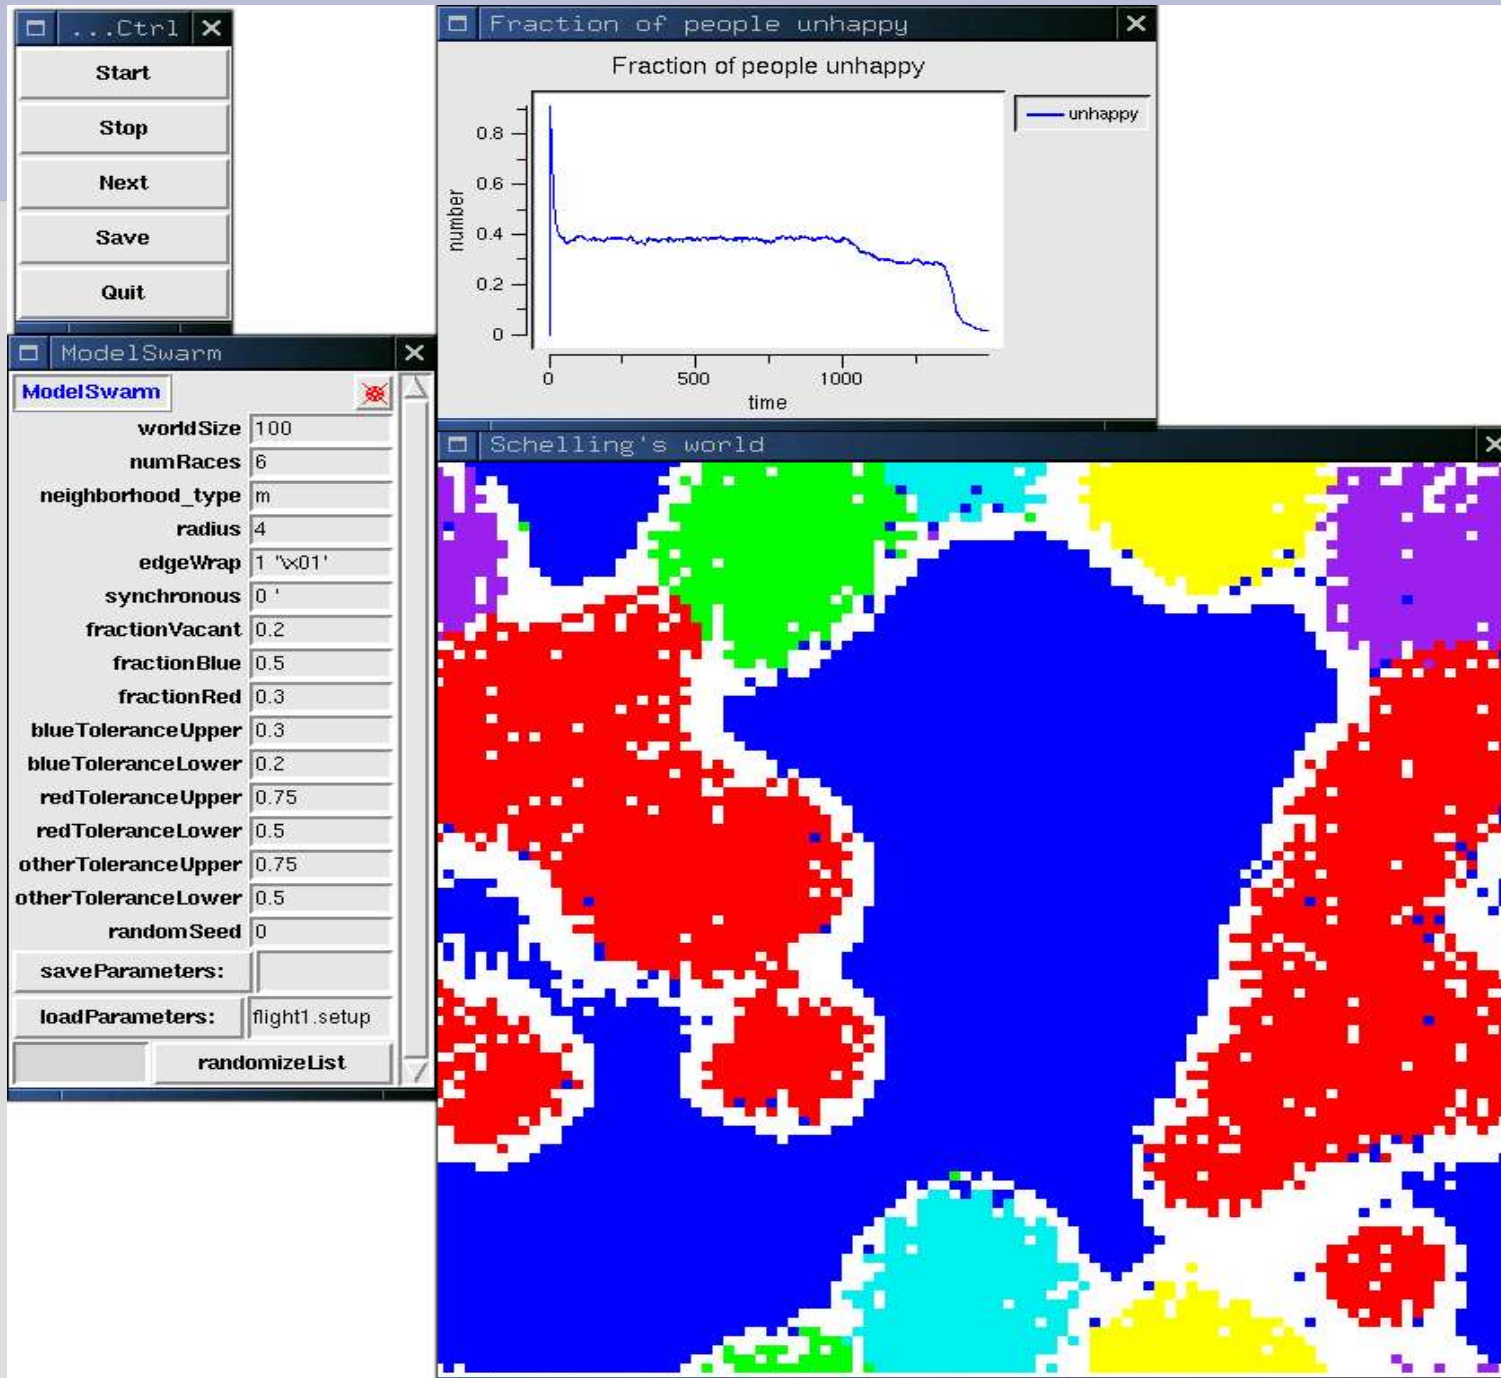 ...Ctrl
Start
Stop
Next
Save
Quit
Fraction of people unhappy
Fraction of people unhappy
unhappy
number
0.8
0.6
0.4
0.2
0
0 500 1000
time
ModelSwarm
ModelSwarm
worldSize 100
numRaces 6
neighborhood_type m
radius 4
edgeWrap 1 '\x01'
synchronous 0 '
fractionVacant 0.2
fractionBlue 0.5
fractionRed 0.3
blueToleranceUpper 0.3
blueToleranceLower 0.2
redToleranceUpper 0.75
redToleranceLower 0.5
otherToleranceUpper 0.75
otherToleranceLower 0.5
randomSeed 0
saveParameters:
loadParameters: flight1.setup
randomizeList
Schelling's world